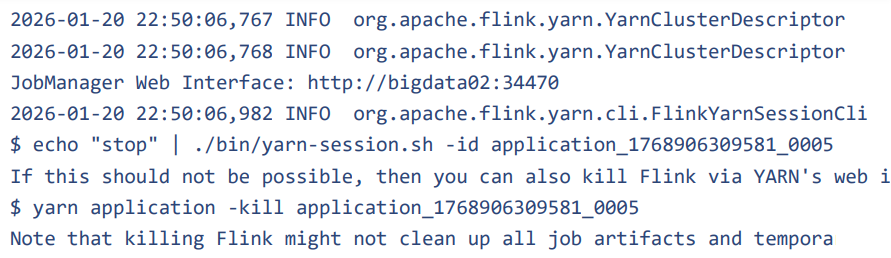 2026-01-20 22:50:06,767 INFO  org.apache.flink.yarn.YarnClusterDescriptor
2026-01-20 22:50:06,768 INFO  org.apache.flink.yarn.YarnClusterDescriptor
JobManager Web Interface: http://bigdata02:34470
2026-01-20 22:50:06,982 INFO  org.apache.flink.yarn.cli.FlinkYarnSessionCli
$ echo "stop" | ./bin/yarn-session.sh -id application_1768906309581_0005
If this should not be possible, then you can also kill Flink via YARN's web i
$ yarn application -kill application_1768906309581_0005
Note that killing Flink might not clean up all job artifacts and tempora